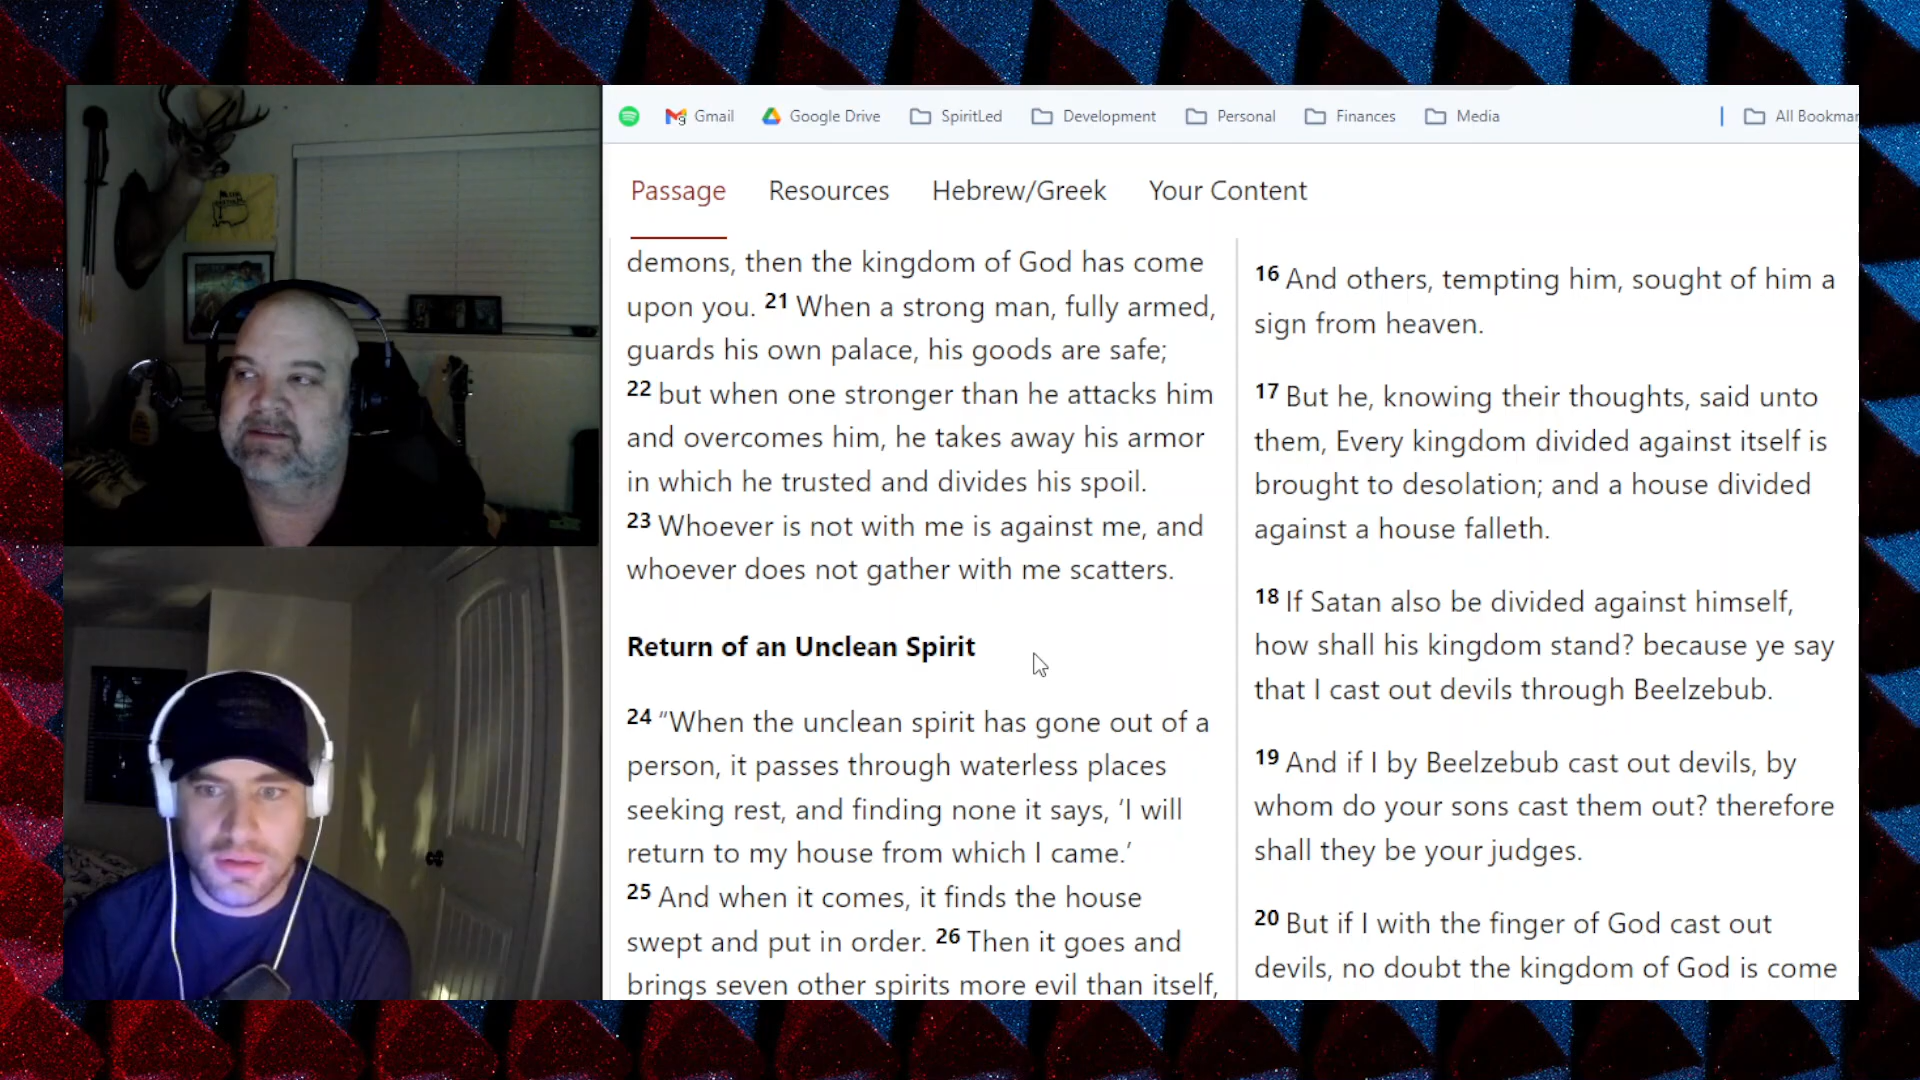 Gmail Google Drive SpiritLed Development Personal Finances Media All Bookmar
Passage Resources Hebrew/Greek Your Content
demons, then the kingdom of God has come
upon you. 21 When a strong man, fully armed,
guards his own palace, his goods are safe;
22 but when one stronger than he attacks him
and overcomes him, he takes away his armor
in which he trusted and divides his spoil.
23 Whoever is not with me is against me, and
whoever does not gather with me scatters.
Return of an Unclean Spirit
24 “When the unclean spirit has gone out of a
person, it passes through waterless places
seeking rest, and finding none it says, ‘I will
return to my house from which I came.’
25 And when it comes, it finds the house
swept and put in order. 26 Then it goes and
brings seven other spirits more evil than itself,
16 And others, tempting him, sought of him a
sign from heaven.
17 But he, knowing their thoughts, said unto
them, Every kingdom divided against itself is
brought to desolation; and a house divided
against a house falleth.
18 If Satan also be divided against himself,
how shall his kingdom stand? because ye say
that I cast out devils through Beelzebub.
19 And if I by Beelzebub cast out devils, by
whom do your sons cast them out? therefore
shall they be your judges.
20 But if I with the finger of God cast out
devils, no doubt the kingdom of God is come